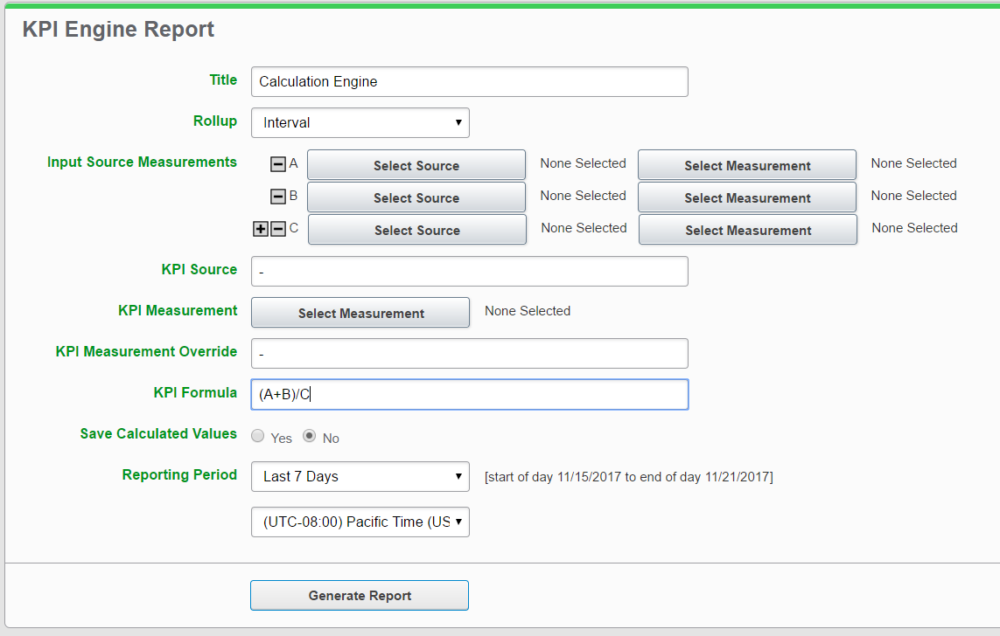 KPI Engine Report
Title Calculation Engine
Rollup Interval
Input Source Measurements A Select Source None Selected Select Measurement None Selected
B Select Source None Selected Select Measurement None Selected
C Select Source None Selected Select Measurement None Selected
KPI Source -
KPI Measurement Select Measurement None Selected
KPI Measurement Override -
KPI Formula (A+B)/C
Save Calculated Values Yes No
Reporting Period Last 7 Days [start of day 11/15/2017 to end of day 11/21/2017]
(UTC-08:00) Pacific Time (US
Generate Report